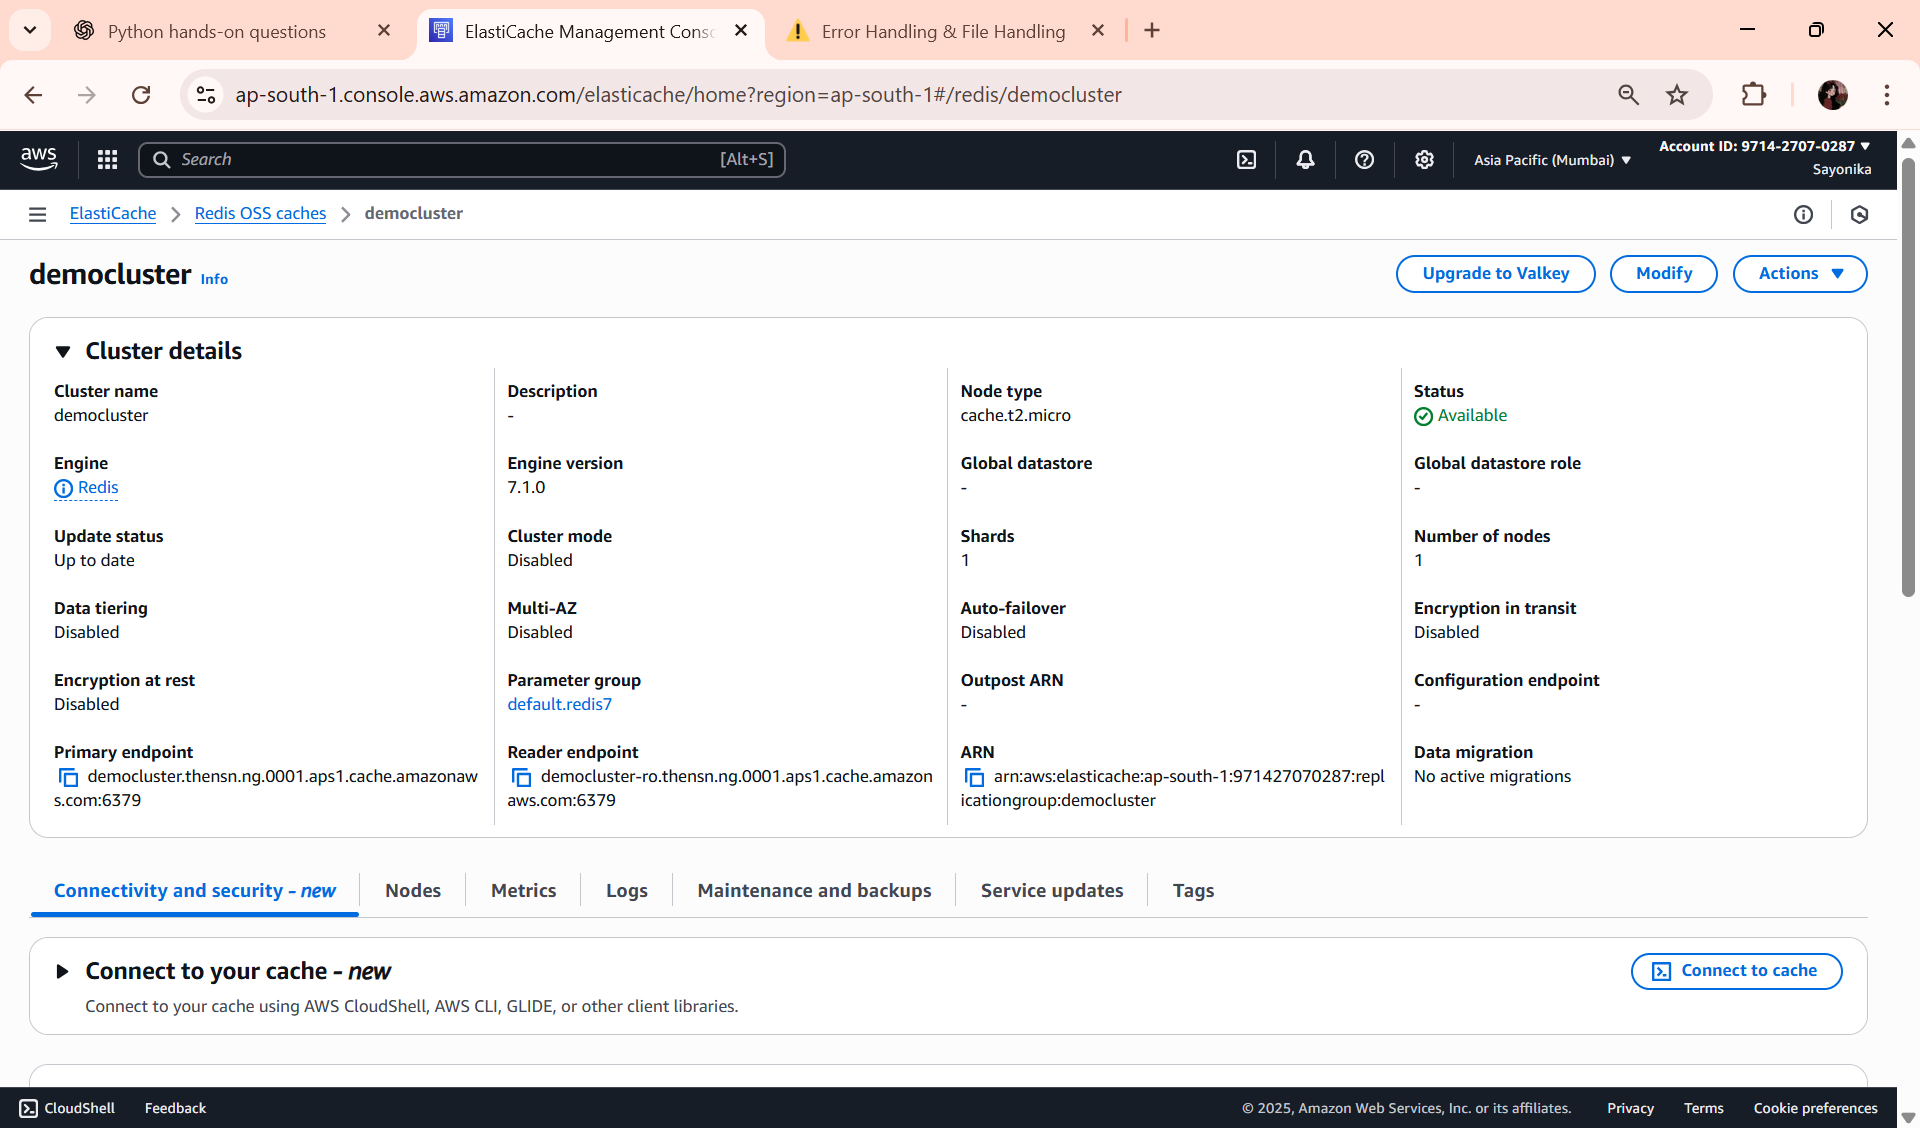 Python hands-on questions
ElastiCache Management Consc
Error Handling & File Handling
ap-south-1.console.aws.amazon.com/elasticache/home?region=ap-south-1#/redis/democluster
aws
Search
[Alt+S]
Asia Pacific (Mumbai)
Account ID: 9714-2707-0287
Sayonika
ElastiCache
Redis OSS caches
democluster
democluster
Info
Upgrade to Valkey
Modify
Actions
Cluster details
Cluster name
democluster
Description
-
Node type
cache.t2.micro
Status
Available
Engine
Redis
Engine version
7.1.0
Global datastore
-
Global datastore role
-
Update status
Up to date
Cluster mode
Disabled
Shards
1
Number of nodes
1
Data tiering
Disabled
Multi-AZ
Disabled
Auto-failover
Disabled
Encryption in transit
Disabled
Encryption at rest
Disabled
Parameter group
default.redis7
Outpost ARN
-
Configuration endpoint
-
Primary endpoint
democluster.thensn.ng.0001.aps1.cache.amazonaw
s.com:6379
Reader endpoint
democluster-ro.thensn.ng.0001.aps1.cache.amazon
aws.com:6379
ARN
arn:aws:elasticache:ap-south-1:971427070287:repl
icationgroup:democluster
Data migration
No active migrations
Connectivity and security - new
Nodes
Metrics
Logs
Maintenance and backups
Service updates
Tags
Connect to your cache - new
Connect to your cache using AWS CloudShell, AWS CLI, GLIDE, or other client libraries.
Connect to cache
CloudShell
Feedback
© 2025, Amazon Web Services, Inc. or its affiliates.
Privacy
Terms
Cookie preferences